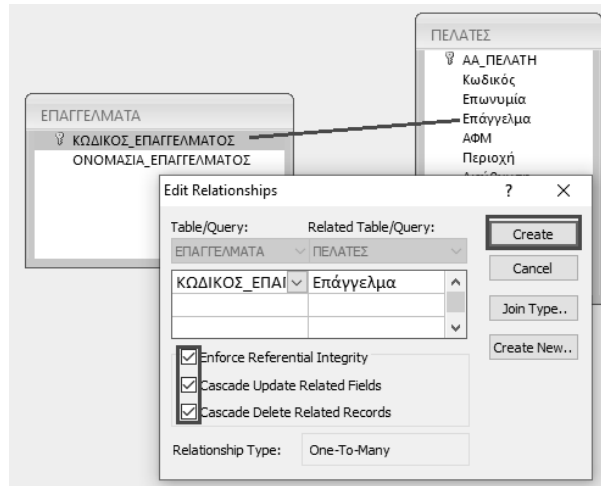 ΠΕΛΑΤΕΣ
ΑΑ_ΠΕΛΑΤΗ
Κωδικός
Επωνυμία
Επάγγελμα
ΑΦΜ
Περιοχή
ΕΠΑΓΓΕΛΜΑΤΑ
ΚΩΔΙΚΟΣ_ΕΠΑΓΓΕΛΜΑΤΟΣ
ΟΝΟΜΑΣΙΑ_ΕΠΑΓΓΕΛΜΑΤΟΣ
Edit Relationships ? ×
Table/Query: Related Table/Query:
ΕΠΑΓΓΕΛΜΑΤΑ ΠΕΛΑΤΕΣ
ΚΩΔΙΚΟΣ_ΕΠΑΓ Επάγγελμα
Create
Cancel
Join Type..
Create New..
Enforce Referential Integrity
Cascade Update Related Fields
Cascade Delete Related Records
Relationship Type: One-To-Many